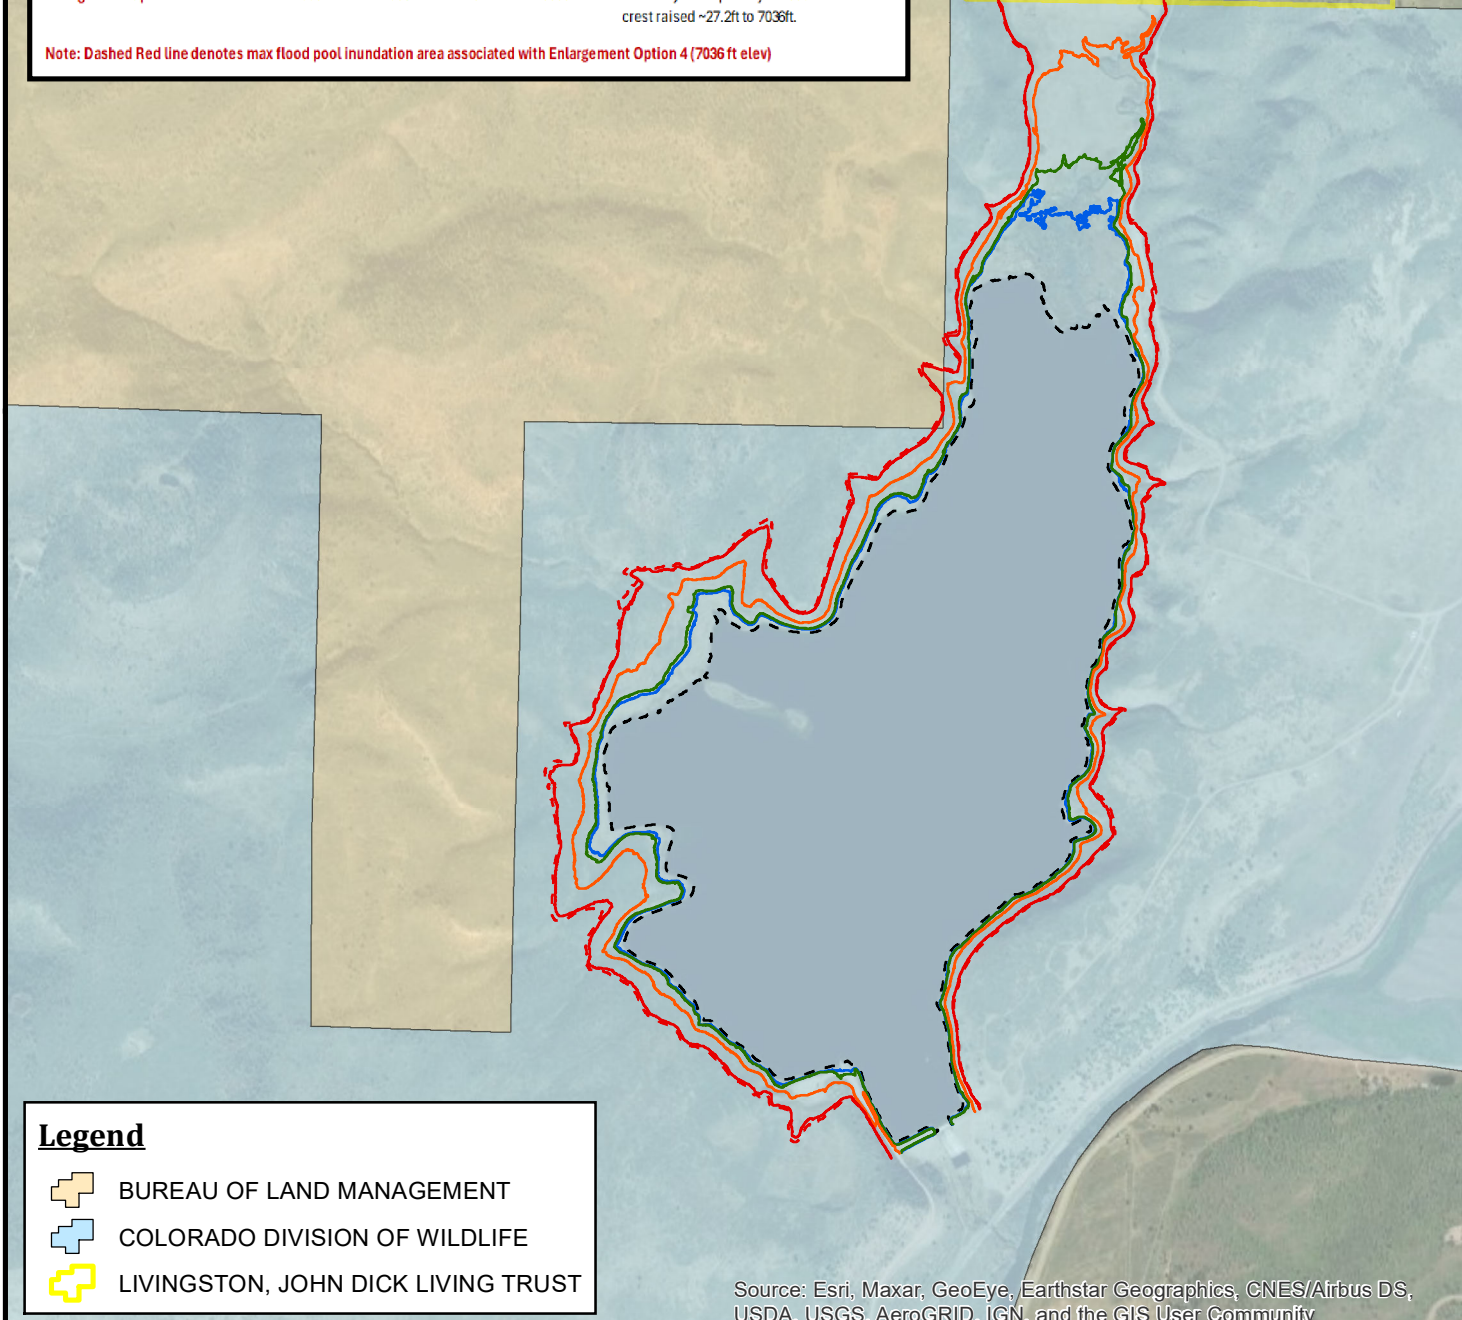 crest raised ~27.2ft to 7036ft.
Note: Dashed Red line denotes max flood pool inundation area associated with Enlargement Option 4 (7036 ft elev)
Legend
BUREAU OF LAND MANAGEMENT
COLORADO DIVISION OF WILDLIFE
LIVINGSTON, JOHN DICK LIVING TRUST
Source: Esri, Maxar, GeoEye, Earthstar Geographics, CNES/Airbus DS,
USDA, USGS, AeroGRID, IGN, and the GIS User Community